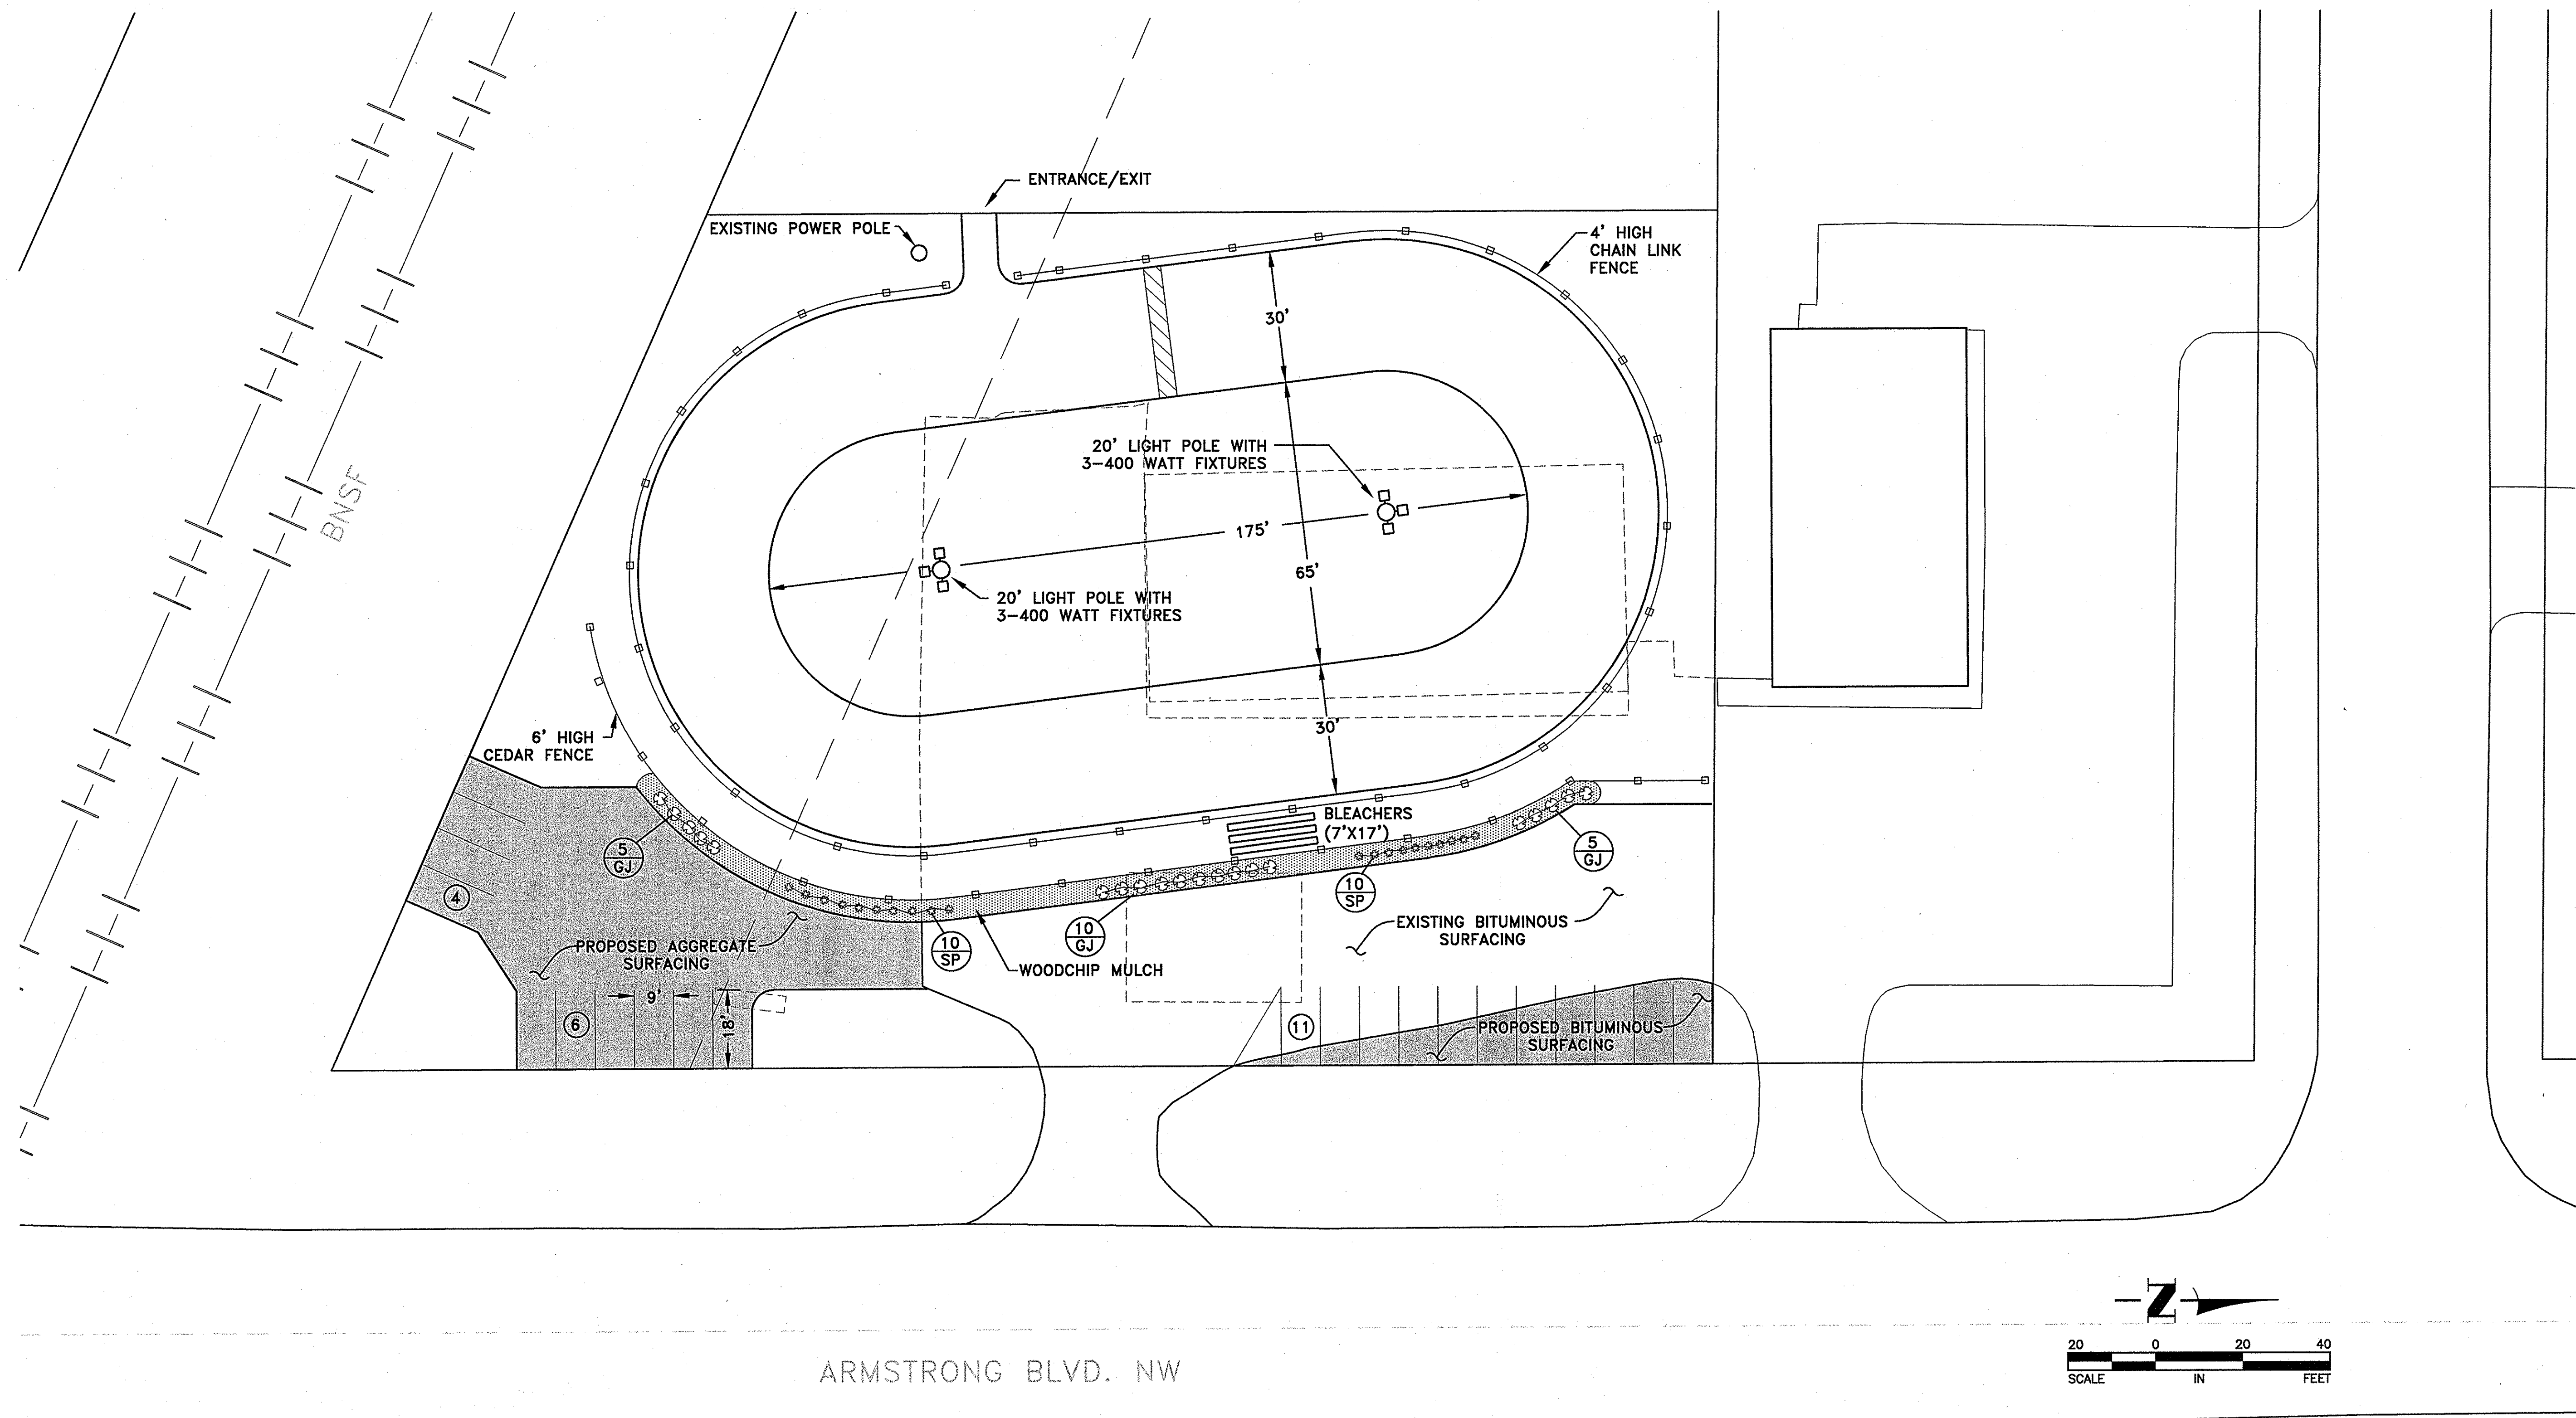 ENTRANCE/EXIT
EXISTING POWER POLE
4' HIGH
CHAIN LINK
FENCE
30'
20' LIGHT POLE WITH
3-400 WATT FIXTURES
BNSF
175'
65'
20' LIGHT POLE WITH
3-400 WATT FIXTURES
30'
6' HIGH
CEDAR FENCE
BLEACHERS
(7'X17')
5
GJ
5
GJ
4
10
SP
10
GJ
10
SP
EXISTING BITUMINOUS
SURFACING
PROPOSED AGGREGATE
SURFACING
WOODCHIP MULCH
9'
18'
6
11
PROPOSED BITUMINOUS
SURFACING
N
20 0 20 40
SCALE IN FEET
ARMSTRONG BLVD. NW